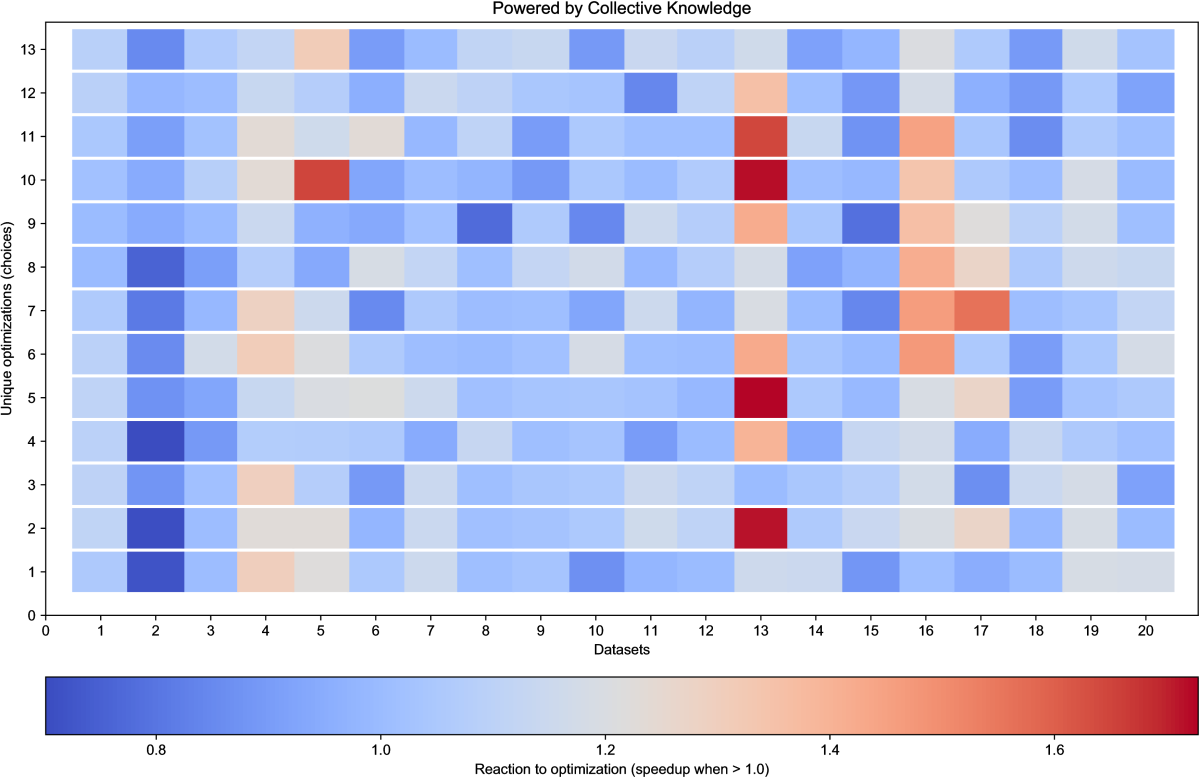 Powered by Collective Knowledge
Unique optimizations (choices)
13
12
11
10
9
8
7
6
5
4
3
2
1
0
0 1 2 3 4 5 6 7 8 9 10 11 12 13 14 15 16 17 18 19 20
Datasets
0.8 1.0 1.2 1.4 1.6
Reaction to optimization (speedup when > 1.0)